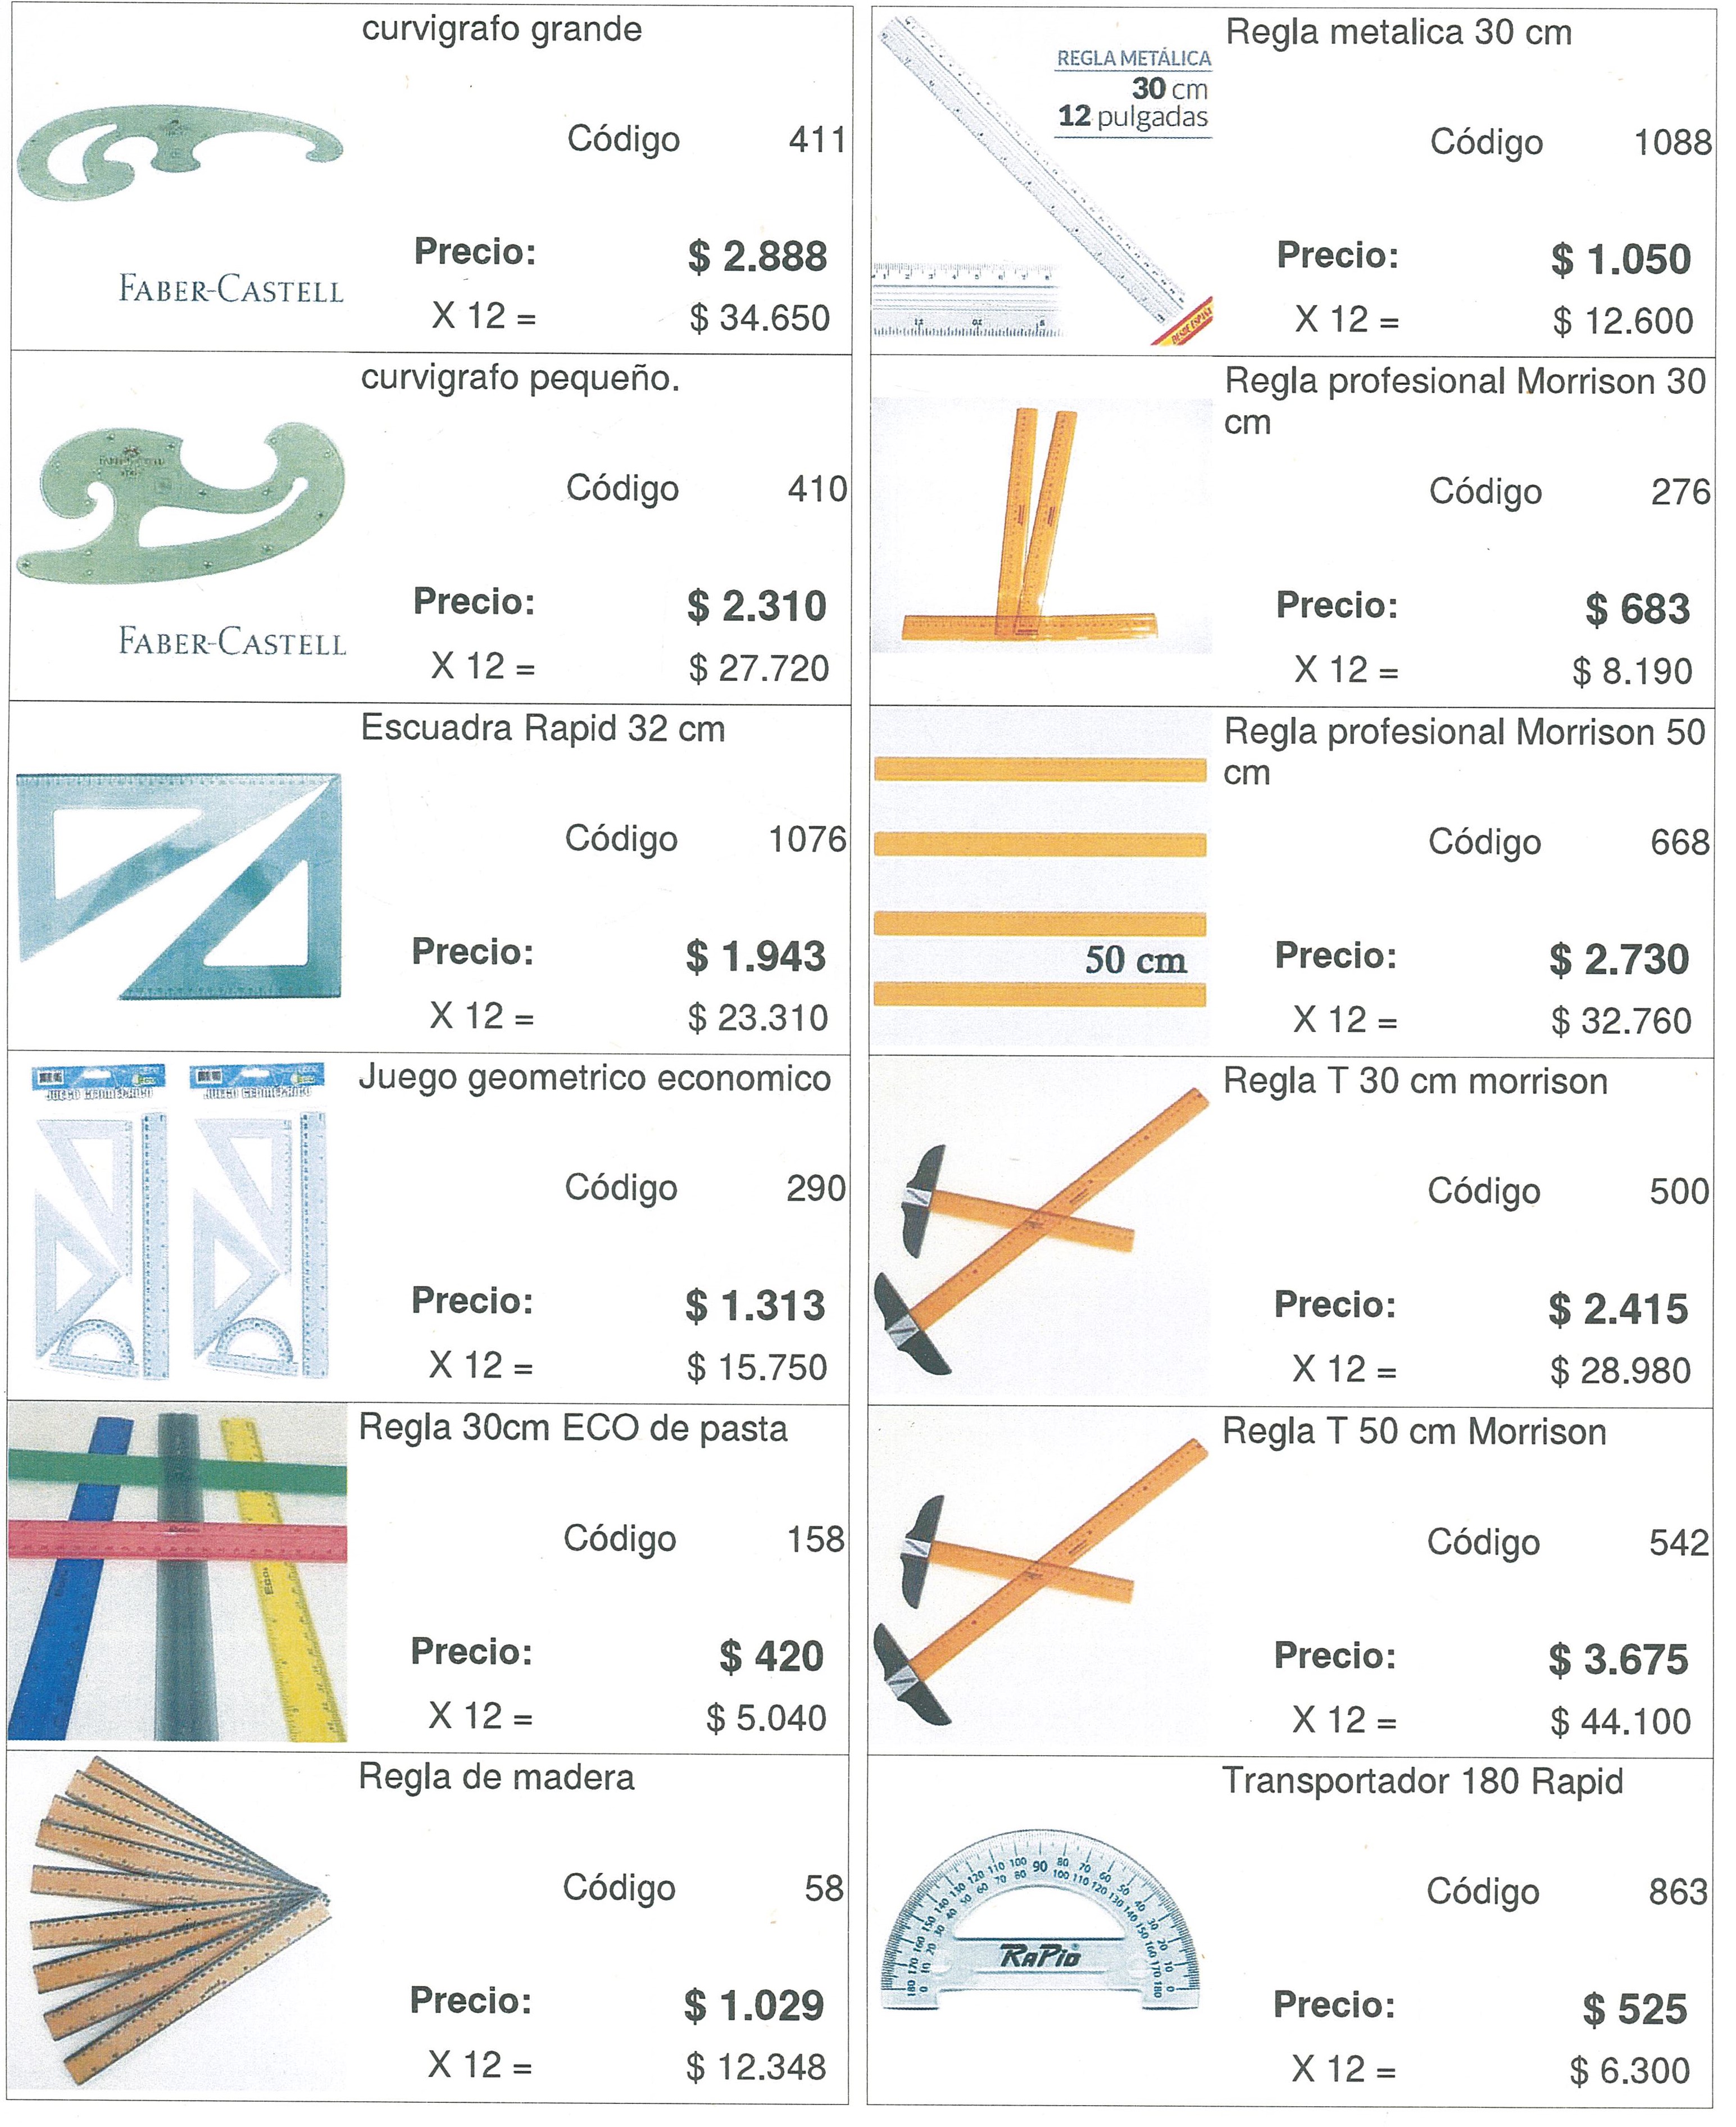 curvigrafo grande
Código 411
Precio: $ 2.888
FABER-CASTELL
X 12 = $ 34.650
curvigrafo pequeño.
Código 410
Precio: $ 2.310
FABER-CASTELL
X 12 = $ 27.720
Escuadra Rapid 32 cm
Código 1076
Precio: $ 1.943
X 12 = $ 23.310
Juego geometrico economico
JUEGO GEOMETRICO JUEGO GEOMETRICO
Código 290
Precio: $ 1.313
X 12 = $ 15.750
Regla 30cm ECO de pasta
Código 158
Precio: $ 420
X 12 = $ 5.040
Regla de madera
Código 58
Precio: $ 1.029
X 12 = $ 12.348
Regla metalica 30 cm
REGLA METÁLICA
30 cm
12 pulgadas
Código 1088
Precio: $ 1.050
X 12 = $ 12.600
DESDE ESPAÑA
Regla profesional Morrison 30
cm
Código 276
Precio: $ 683
X 12 = $ 8.190
Regla profesional Morrison 50
cm
Código 668
50 cm
Precio: $ 2.730
X 12 = $ 32.760
Regla T 30 cm morrison
Código 500
Precio: $ 2.415
X 12 = $ 28.980
Regla T 50 cm Morrison
Código 542
Precio: $ 3.675
X 12 = $ 44.100
Transportador 180 Rapid
Código 863
RaPid
Precio: $ 525
X 12 = $ 6.300